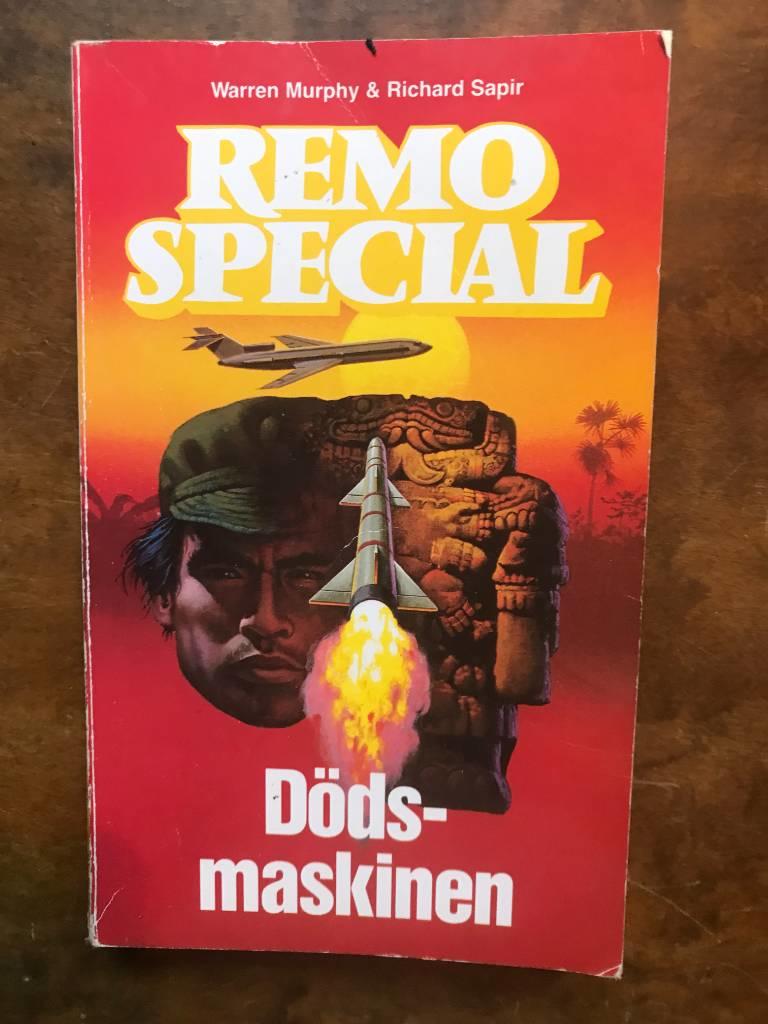 Warren Murphy & Richard Sapir
REMO
SPECIAL
Döds-
maskinen